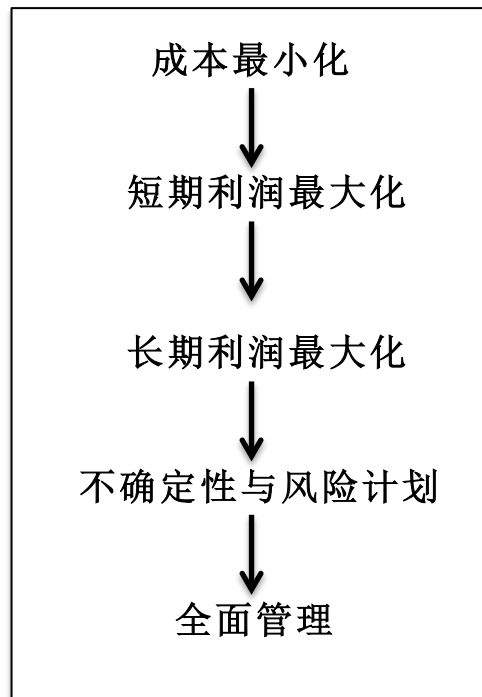 成本最小化
短期利润最大化
长期利润最大化
不确定性与风险计划
全面管理